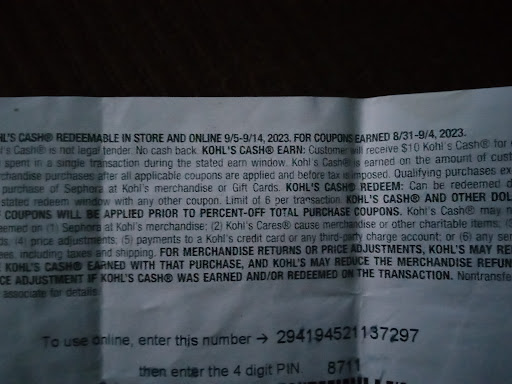 HL'S CASH® REDEEMABLE IN STORE AND ONLINE 9/5-9/14, 2023. FOR COUPONS EARNED 8/31-9/4, 2023.
l's Cash® is not legal tender. No cash back. KOHL'S CASH® EARN: Customer will receive $10 Kohl's Cash® for
spent in a single transaction during the stated earn window. Kohl's Cash® is earned on the amount of cust
rchandise purchases after all applicable coupons are applied and before tax is imposed. Qualifying purchases ex
purchase of Sephora at Kohl's merchandise or Gift Cards. KOHL'S CASH® REDEEM: Can be redeemed d
stated redeem window with any other coupon. Limit of 6 per transaction. KOHL'S CASH® AND OTHER DOL
F COUPONS WILL BE APPLIED PRIOR TO PERCENT-OFF TOTAL PURCHASE COUPONS. Kohl's Cash® may n
eemed on (1) Sephora at Kohl's merchandise; (2) Kohl's Cares® cause merchandise or other charitable items; (3
ds; (4) price adjustments; (5) payments to a Kohl's credit card or any third-party charge account; or (6) any ser
ees, including taxes and shipping. FOR MERCHANDISE RETURNS OR PRICE ADJUSTMENTS, KOHL'S MAY RED
E KOHL'S CASH® EARNED WITH THAT PURCHASE, AND KOHL'S MAY REDUCE THE MERCHANDISE REFUN
CE ADJUSTMENT IF KOHL'S CASH® WAS EARNED AND/OR REDEEMED ON THE TRANSACTION. Nontransfe
associate for details.
To use online, enter this number → 294194521137297
then enter the 4 digit PIN 8711